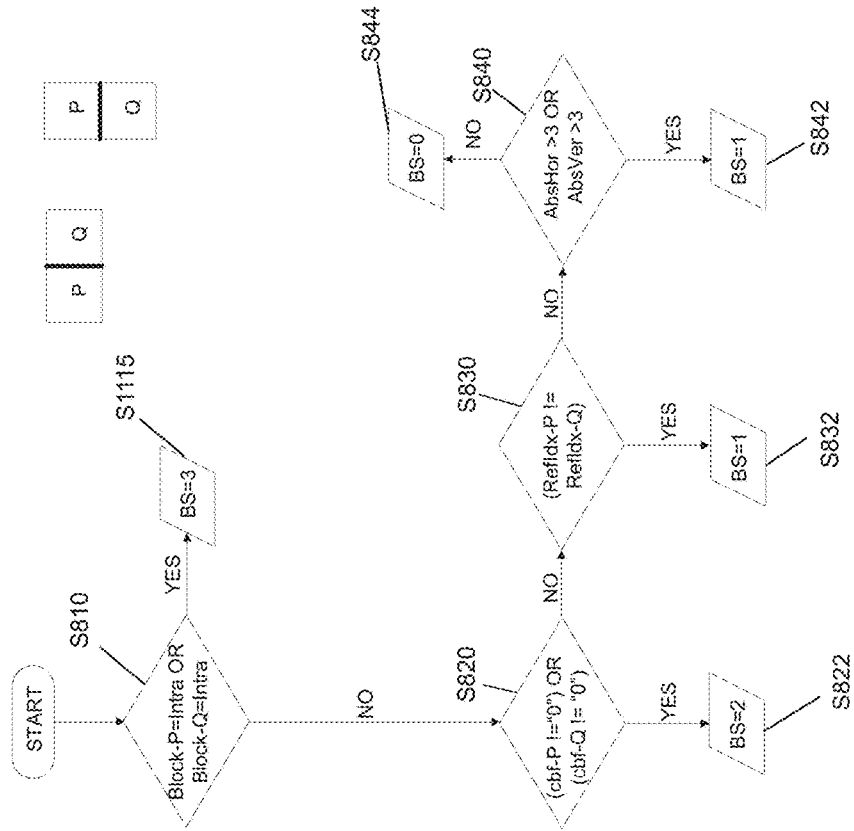 START
S810
Block-P=Intra OR
Block-Q=Intra
YES
S1115
BS=3
NO
S820
(cbf-P !="0") OR
(cbf-Q != "0")
YES
BS=2
S822
NO
S830
(RefIdx-P !=
RefIdx-Q)
YES
BS=1
S832
NO
S840
AbsHor >3 OR
AbsVer >3
NO
BS=0
S844
YES
BS=1
S842
P
Q
P
Q